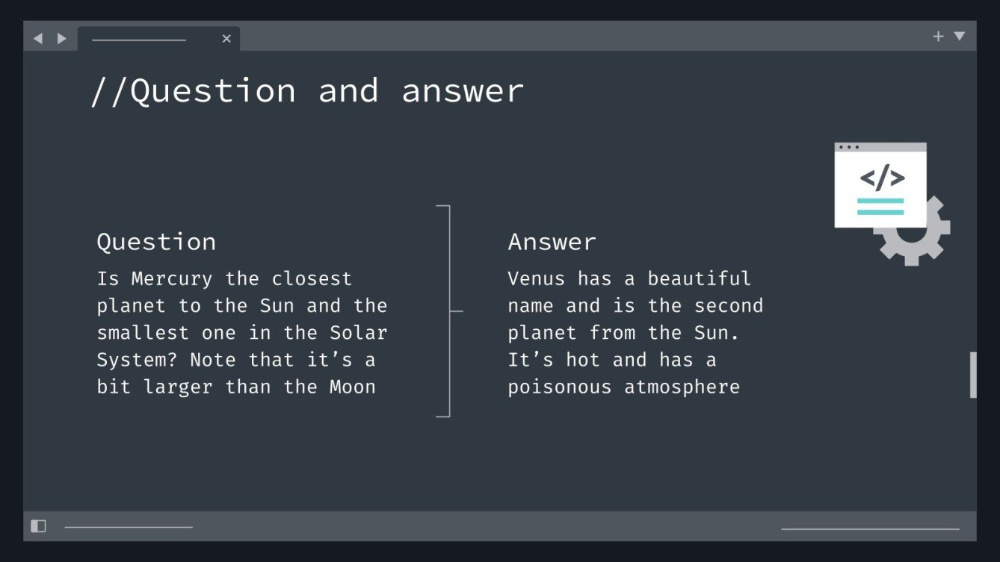 //Question and answer
</>
Question
Is Mercury the closest
planet to the Sun and the
smallest one in the Solar
System? Note that it’s a
bit larger than the Moon
Answer
Venus has a beautiful
name and is the second
planet from the Sun.
It’s hot and has a
poisonous atmosphere